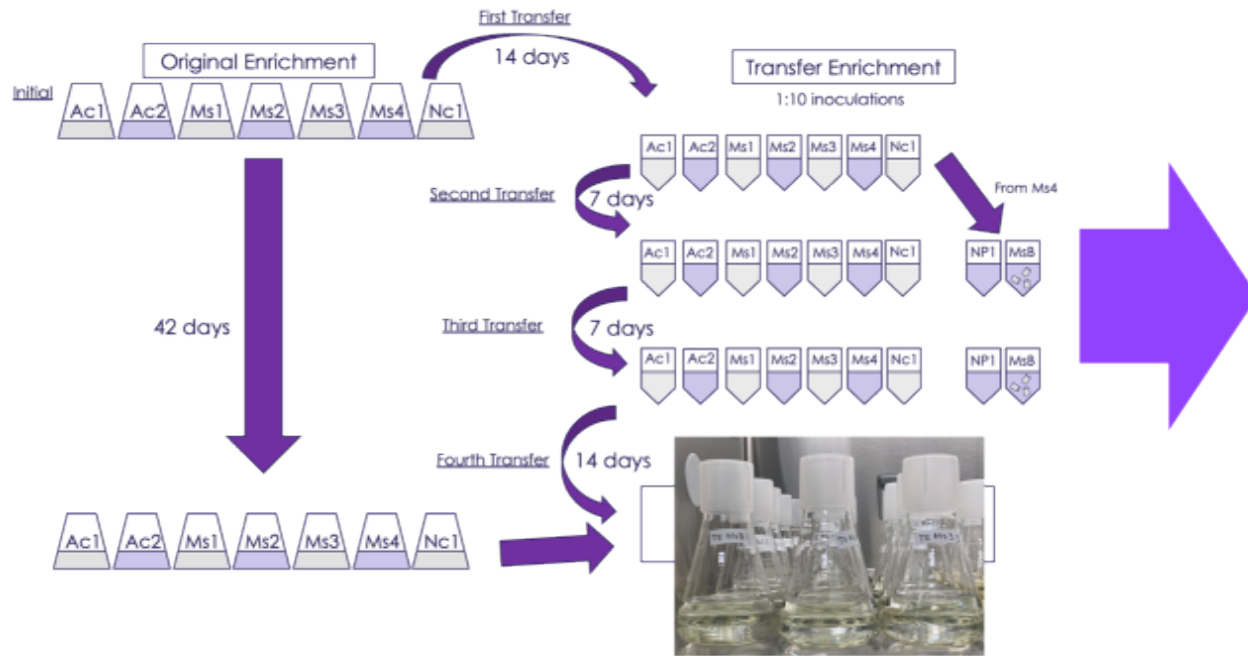 First Transfer
14 days
Original Enrichment
Transfer Enrichment
1:10 inoculations
Initial
Ac1 Ac2 Ms1 Ms2 Ms3 Ms4 Nc1
Ac1 Ac2 Ms1 Ms2 Ms3 Ms4 Nc1
Second Transfer
7 days
From Ms4
Ac1 Ac2 Ms1 Ms2 Ms3 Ms4 Nc1 NP1 MsB
42 days
Third Transfer
7 days
Ac1 Ac2 Ms1 Ms2 Ms3 Ms4 Nc1 NP1 MsB
Fourth Transfer
14 days
Ac1 Ac2 Ms1 Ms2 Ms3 Ms4 Nc1